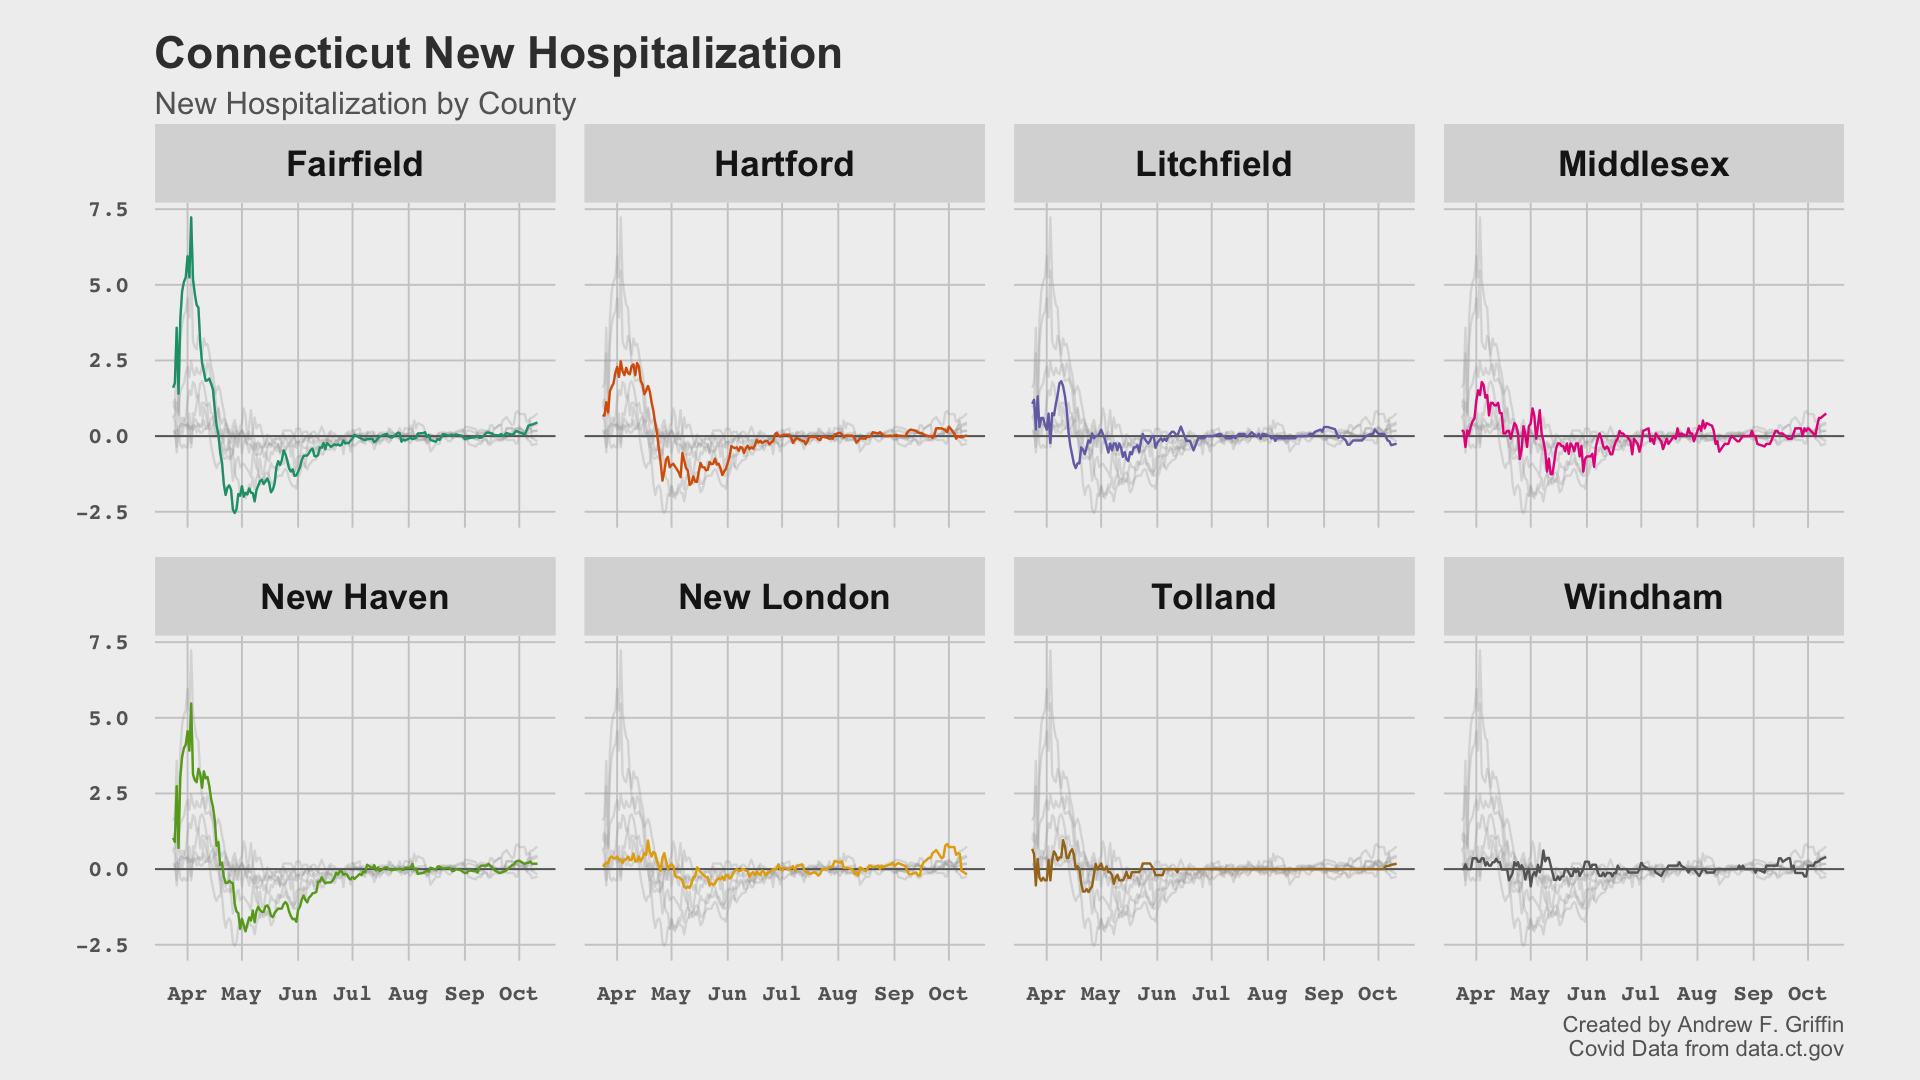 Connecticut New Hospitalization
New Hospitalization by County
Fairfield Hartford Litchfield Middlesex
7.5
5.0
2.5
0.0
-2.5
New Haven New London Tolland Windham
7.5
5.0
2.5
0.0
-2.5
Apr May Jun Jul Aug Sep Oct Apr May Jun Jul Aug Sep Oct Apr May Jun Jul Aug Sep Oct Apr May Jun Jul Aug Sep Oct
Created by Andrew F. Griffin
Covid Data from data.ct.gov